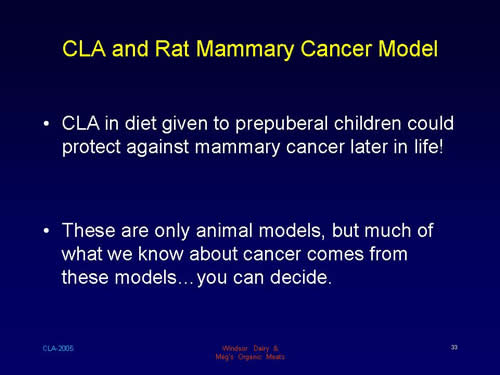 CLA and Rat Mammary Cancer Model
• CLA in diet given to prepuberal children could
protect against mammary cancer later in life!
• These are only animal models, but much of
what we know about cancer comes from
these models…you can decide.
CLA-2005
Windsor Dairy &
Meg's Organic Meats
33